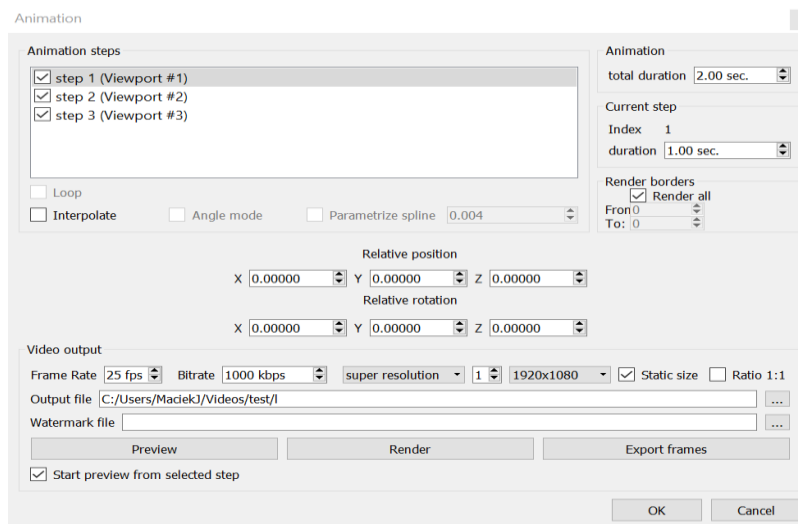 Animation
Animation steps
step 1 (Viewport #1)
step 2 (Viewport #2)
step 3 (Viewport #3)
Loop
Interpolate Angle mode Parametrize spline 0.004
Animation
total duration 2.00 sec.
Current step
Index 1
duration 1.00 sec.
Render borders
Render all
Fron 0
To: 0
Relative position
X 0.00000 Y 0.00000 Z 0.00000
Relative rotation
X 0.00000 Y 0.00000 Z 0.00000
Video output
Frame Rate 25 fps Bitrate 1000 kbps super resolution 1 1920x1080 Static size Ratio 1:1
Output file C:/Users/MaciekJ/Videos/test/l ...
Watermark file ...
Preview Render Export frames
Start preview from selected step
OK Cancel